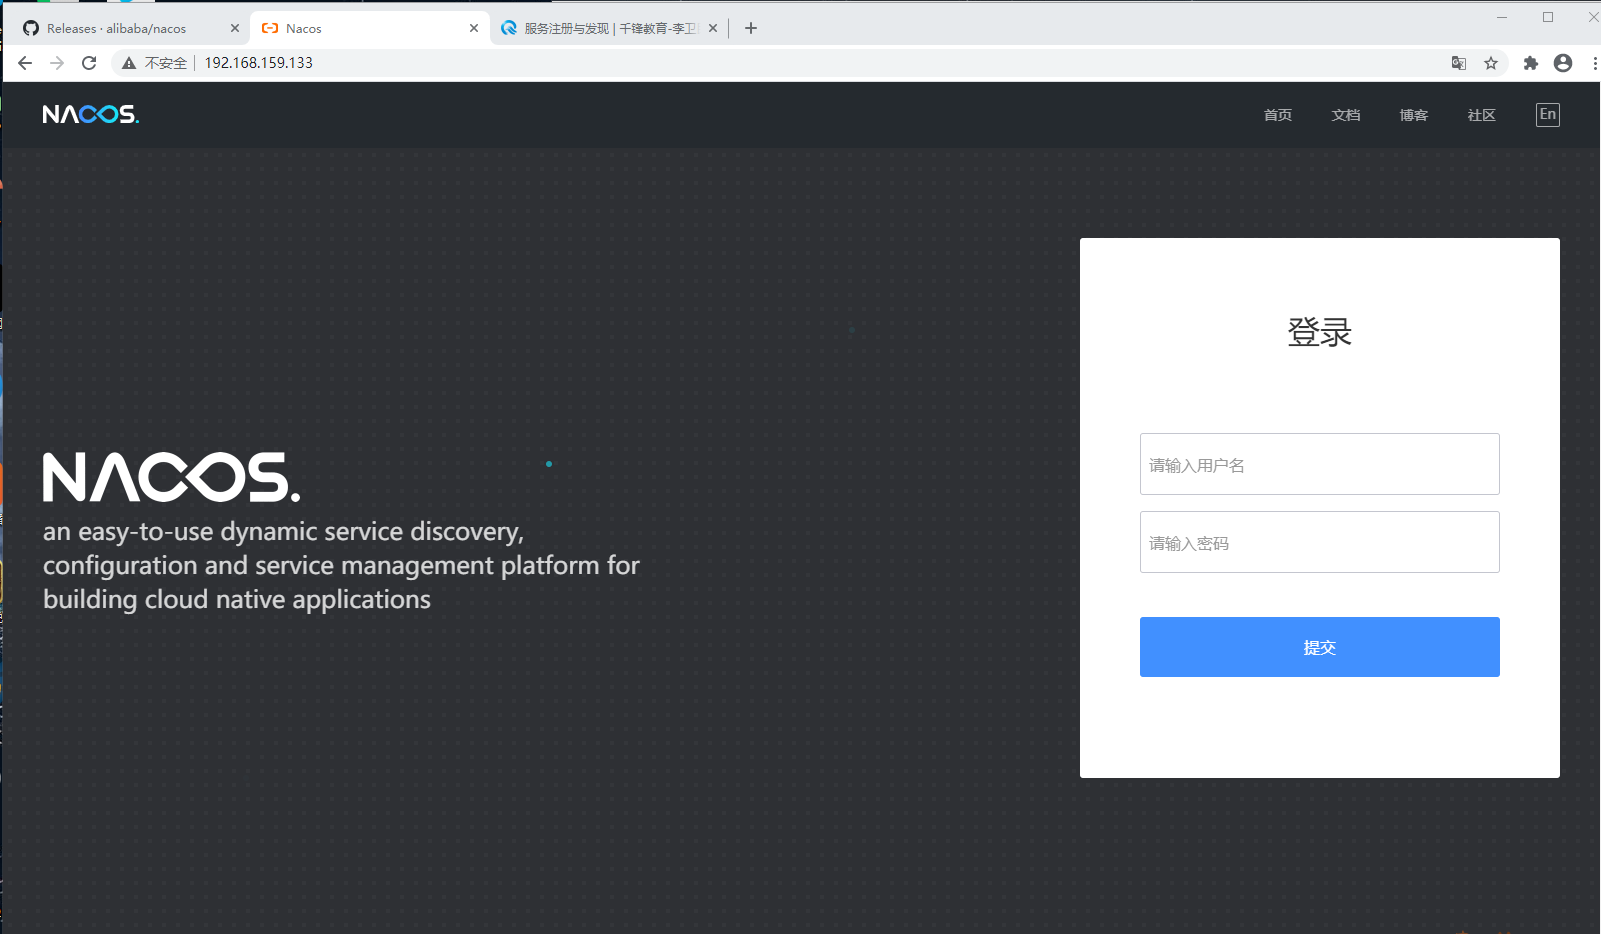 Releases · alibaba/nacos
Nacos
服务注册与发现 | 千锋教育-李卫
不安全
192.168.159.133
NACOS.
首页
文档
博客
社区
En
登录
请输入用户名
请输入密码
提交
NACOS.
an easy-to-use dynamic service discovery,
configuration and service management platform for
building cloud native applications